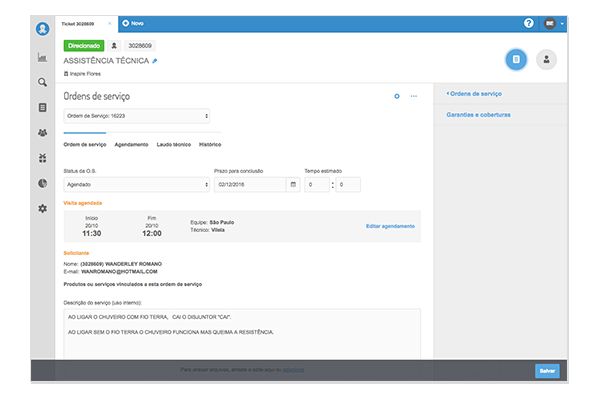 Ticket 3028609 × Novo
? BE
Direcionado 3028609
ASSISTÊNCIA TÉCNICA
Inspire Flores
Ordens de serviço
Ordens de serviço
Garantias e coberturas
Ordem de Serviço: 16223
Ordem de serviço Agendamento Laudo técnico Histórico
Status da O.S. Prazo para conclusão Tempo estimado
Agendado 02/12/2016 0 : 0
Visita agendada
Início Fim
20/10 20/10
11:30 12:00
Equipe: São Paulo
Técnico: Vilela
Editar agendamento
Solicitante
Nome: (3028609) WANDERLEY ROMANO
E-mail: WANROMANO@HOTMAIL.COM
Produtos ou serviços vinculados a esta ordem de serviço
Descrição do serviço (uso interno):
AO LIGAR O CHUVEIRO COM FIO TERRA, CAI O DISJUNTOR "CAI".
AO LIGAR SEM O FIO TERRA O CHUVEIRO FUNCIONA MAS QUEIMA A RESISTÊNCIA.
Para anexar arquivos, arraste e solte aqui ou selecione
Salvar